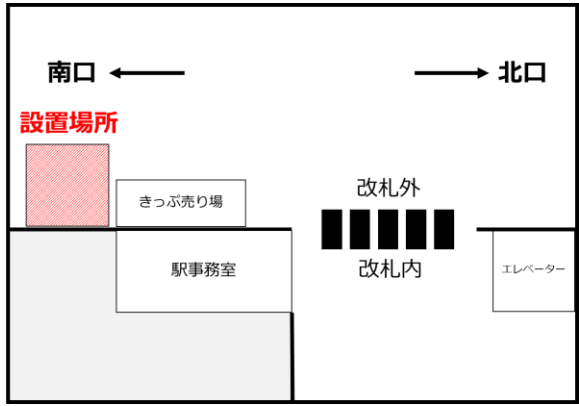 南口
北口
設置場所
きっぷ売り場
改札外
改札内
駅事務室
エレベーター